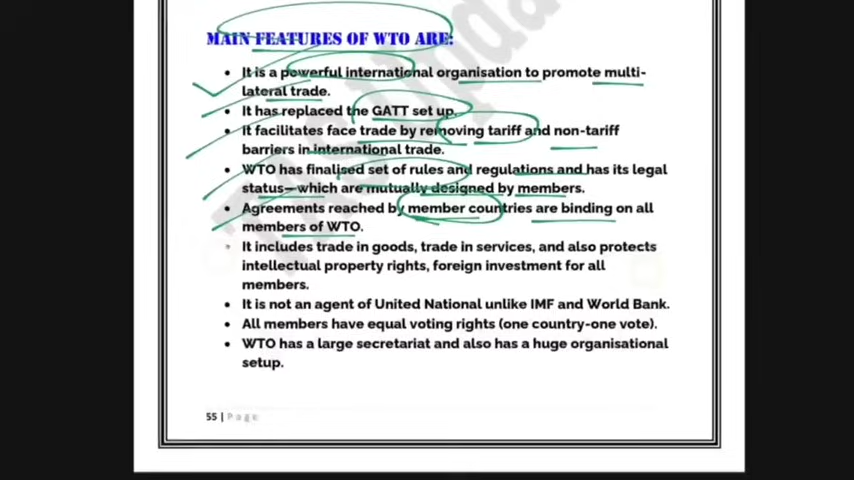 MAIN FEATURES OF WTO ARE:
• It is a powerful international organisation to promote multi-
lateral trade.
• It has replaced the GATT set up.
• It facilitates face trade by removing tariff and non-tariff
barriers in international trade.
• WTO has finalised set of rules and regulations and has its legal
status—which are mutually designed by members.
• Agreements reached by member countries are binding on all
members of WTO.
• It includes trade in goods, trade in services, and also protects
intellectual property rights, foreign investment for all
members.
• It is not an agent of United National unlike IMF and World Bank.
• All members have equal voting rights (one country-one vote).
• WTO has a large secretariat and also has a huge organisational
setup.
55 | Page